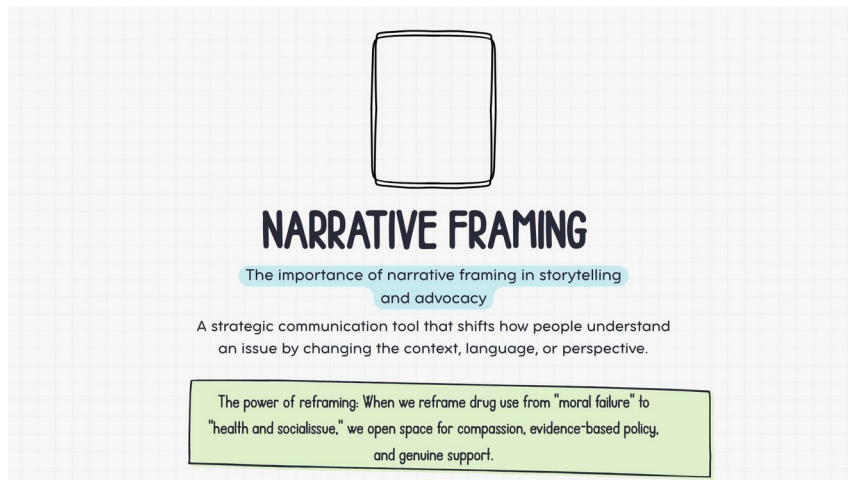 NARRATIVE FRAMING
The importance of narrative framing in storytelling
and advocacy
A strategic communication tool that shifts how people understand
an issue by changing the context, language, or perspective.
The power of reframing: When we reframe drug use from "moral failure" to
"health and socialissue," we open space for compassion, evidence-based policy,
and genuine support.